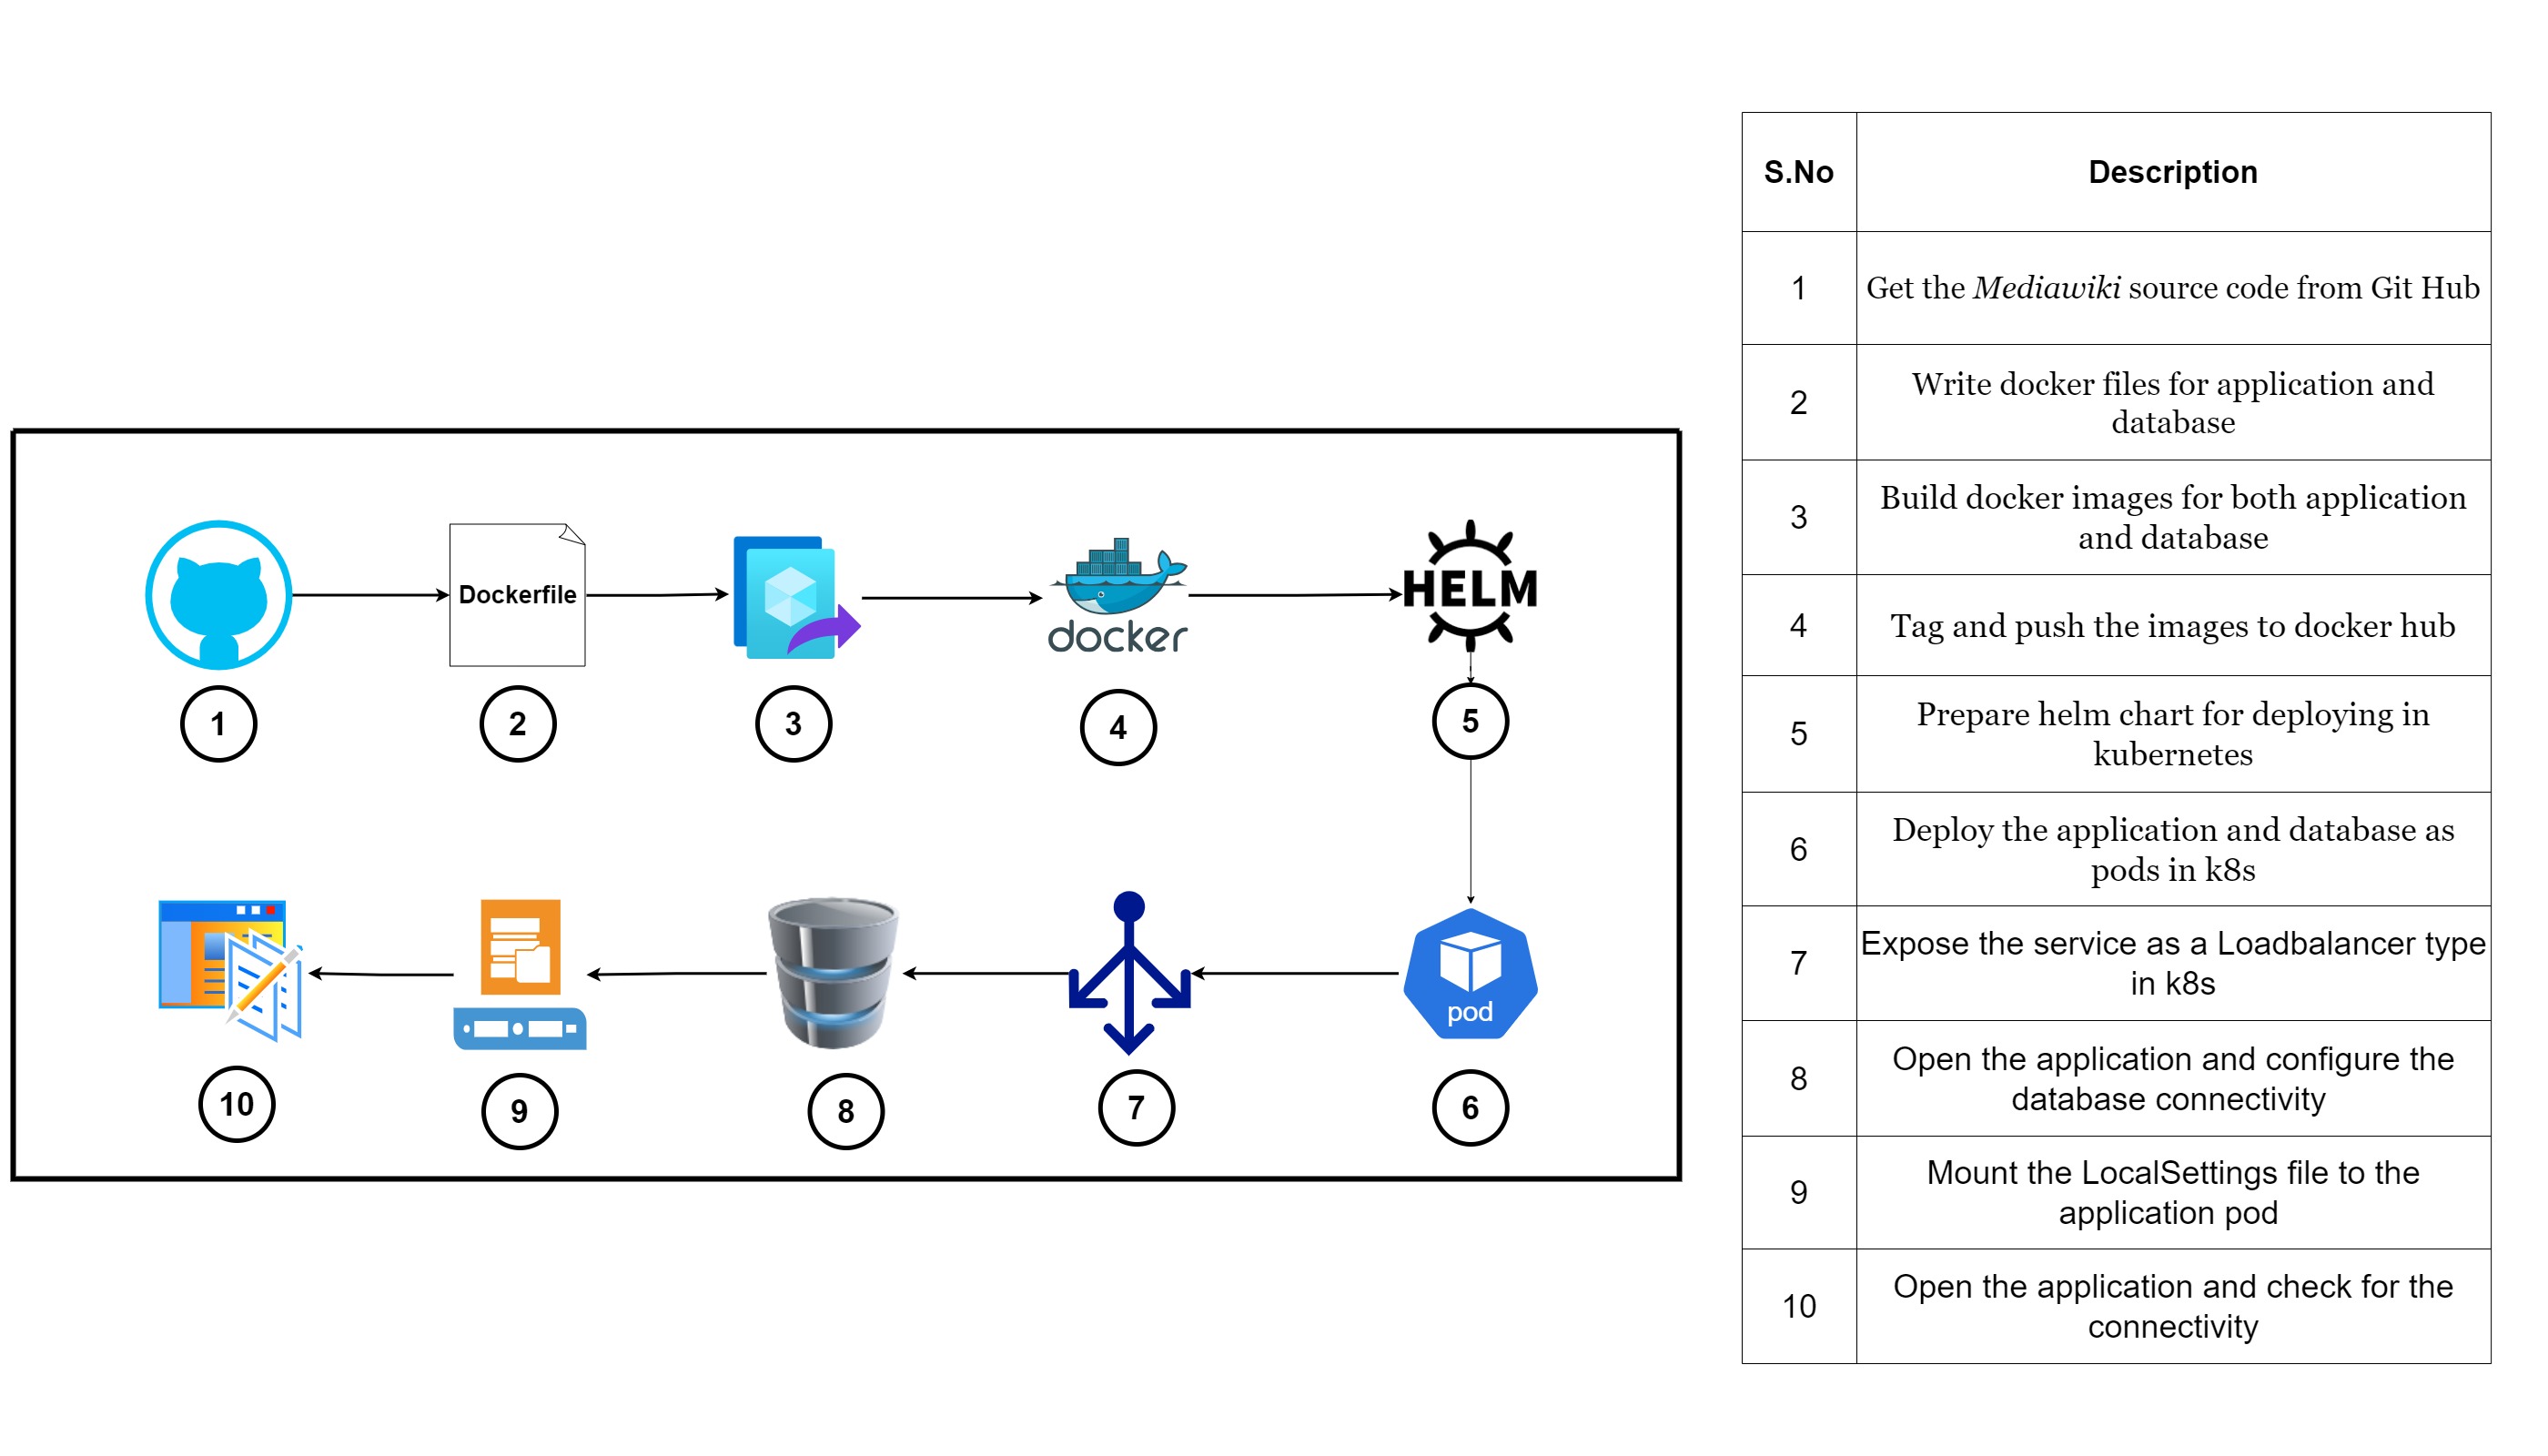 Dockerfile
docker
HELM
1
2
3
4
5
pod
10
9
8
7
6
S.No Description
1 Get the Mediawiki source code from Git Hub
2 Write docker files for application and
database
3 Build docker images for both application
and database
4 Tag and push the images to docker hub
5 Prepare helm chart for deploying in
kubernetes
6 Deploy the application and database as
pods in k8s
7 Expose the service as a Loadbalancer type
in k8s
8 Open the application and configure the
database connectivity
9 Mount the LocalSettings file to the
application pod
10 Open the application and check for the
connectivity